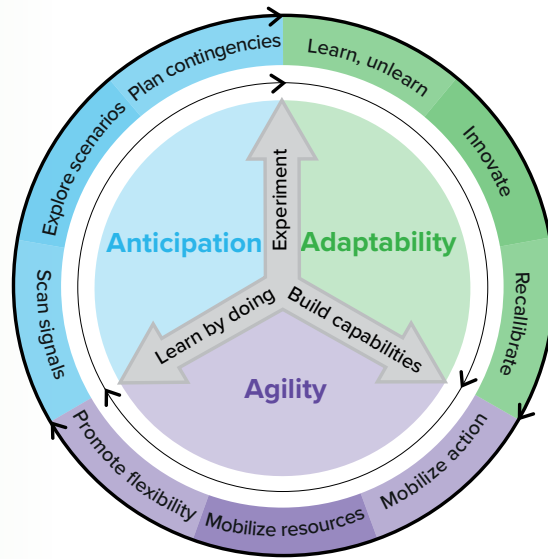 Plan contingencies
Learn, unlearn
Explore scenarios
Innovate
Experiment
Anticipation
Adaptability
Scan signals
Learn by doing
Build capabilities
Recallibrate
Agility
Promote flexibility
Mobilize action
Mobilize resources